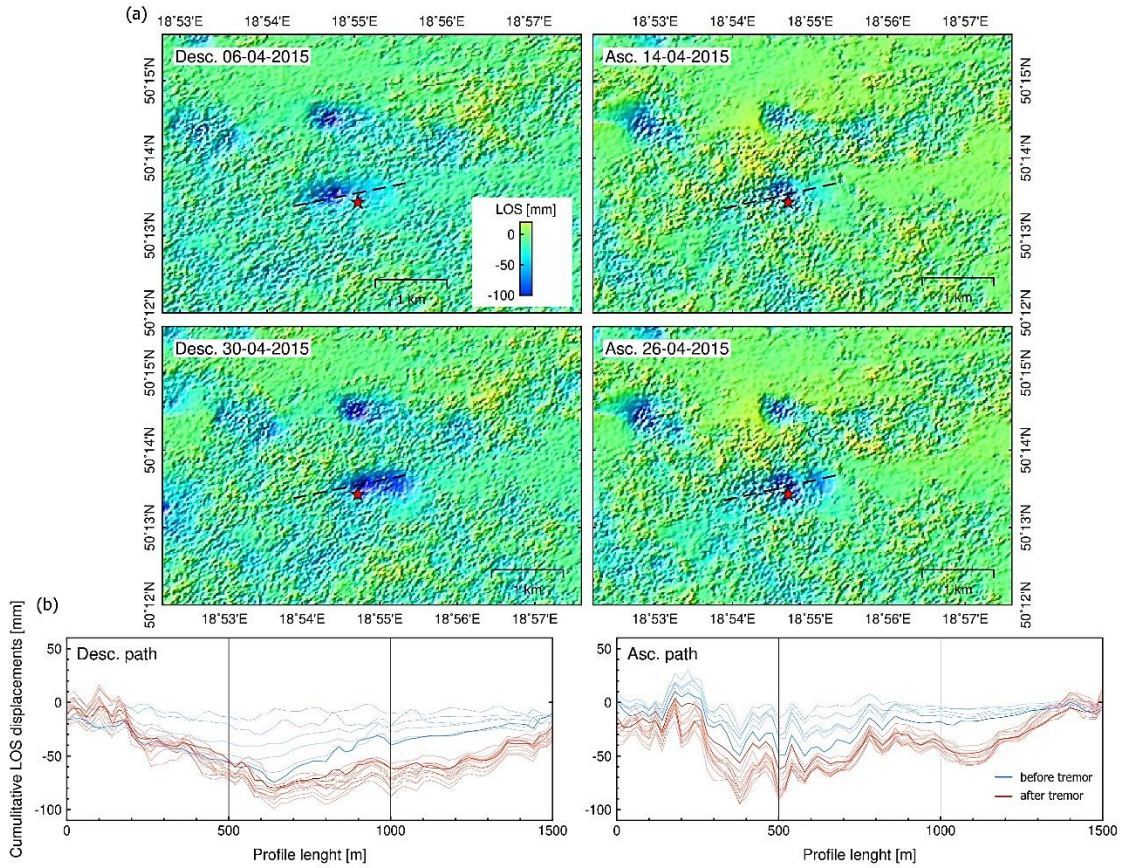 (a)
18°53'E 18°54'E 18°55'E 18°56'E 18°57'E
18°53'E 18°54'E 18°55'E 18°56'E 18°57'E
Desc. 06-04-2015
Asc. 14-04-2015
50°15'N
50°14'N
50°13'N
50°12'N
50°15'N
50°14'N
50°13'N
50°12'N
LOS [mm]
0
-50
-100
1 km
1 km
Desc. 30-04-2015
Asc. 26-04-2015
50°15'N
50°14'N
50°13'N
50°12'N
50°15'N
50°14'N
50°13'N
50°12'N
km
1 km
18°53'E 18°54'E 18°55'E 18°56'E 18°57'E
18°53'E 18°54'E 18°55'E 18°56'E 18°57'E
(b)
Cumulitative LOS displacements [mm]
Desc. path
50
0
-50
-100
0 500 1000 1500
Profile lenght [m]
Asc. path
50
0
-50
-100
before tremor
after tremor
0 500 1000 1500
Profile lenght [m]